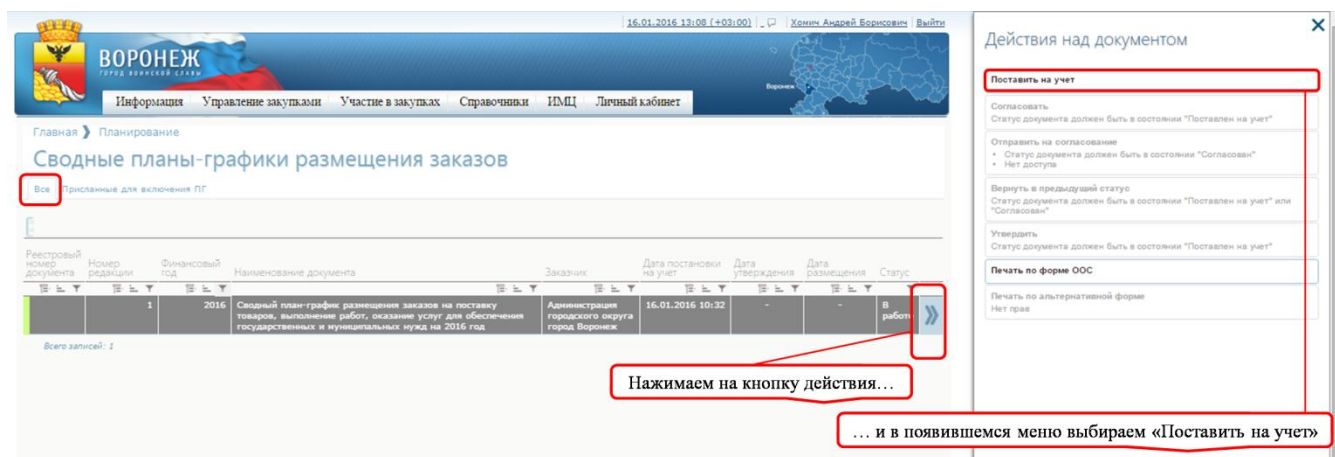 16.01.2016 13:08 (+03:00) Хомич Андрей Борисович Выйти
ВОРОНЕЖ
ГОРОД ВОИНСКОЙ СЛАВЫ
Воронеж
Информация Управление закупками Участие в закупках Справочники ИМЦ Личный кабинет
Главная ❯ Планирование
Сводные планы-графики размещения заказов
Все Присланные для включения ПГ
Реестровый номер документа
Номер редакции
Финансовый год
Наименование документа
Заказчик
Дата постановки на учет
Дата утверждения
Дата размещения
Статус
1 2016 Сводный план-график размещения заказов на поставку
товаров, выполнение работ, оказание услуг для обеспечения
государственных и муниципальных нужд на 2016 год
Администрация
городского округа
город Воронеж
16.01.2016 10:32 - -
В
работе
Всего записей: 1
Нажимаем на кнопку действия…
Действия над документом
Поставить на учет
Согласовать
Статус документа должен быть в состоянии "Поставлен на учет"
Отправить на согласование
• Статус документа должен быть в состоянии "Согласован"
• Нет доступа
Вернуть в предыдущий статус
Статус документа должен быть в состоянии "Поставлен на учет" или
"Согласован"
Утвердить
Статус документа должен быть в состоянии "Поставлен на учет"
Печать по форме ООС
Печать по альтернативной форме
Нет прав
… и в появившемся меню выбираем «Поставить на учет»